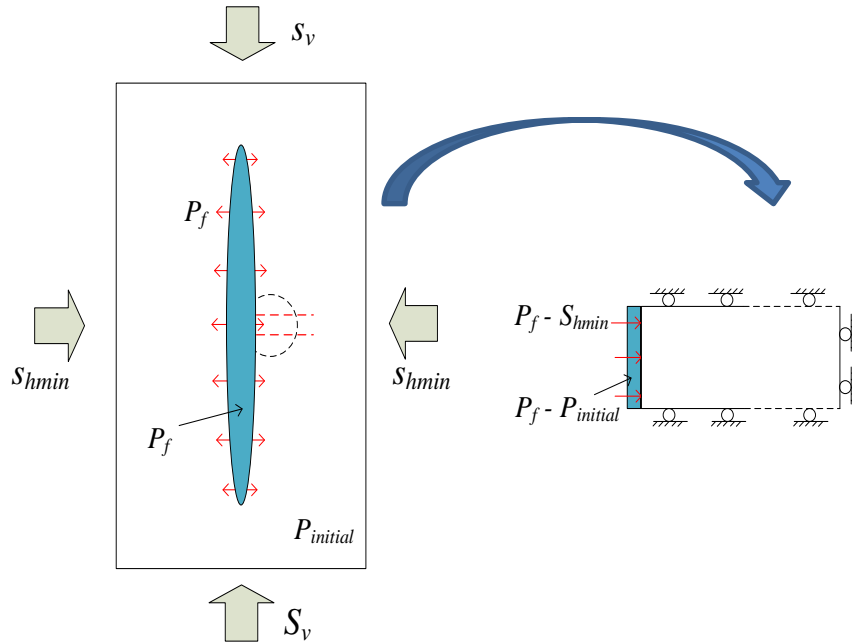 s_v
P_f
P_f - S_hmin
s_hmin
s_hmin
P_f - P_initial
P_f
P_initial
S_v